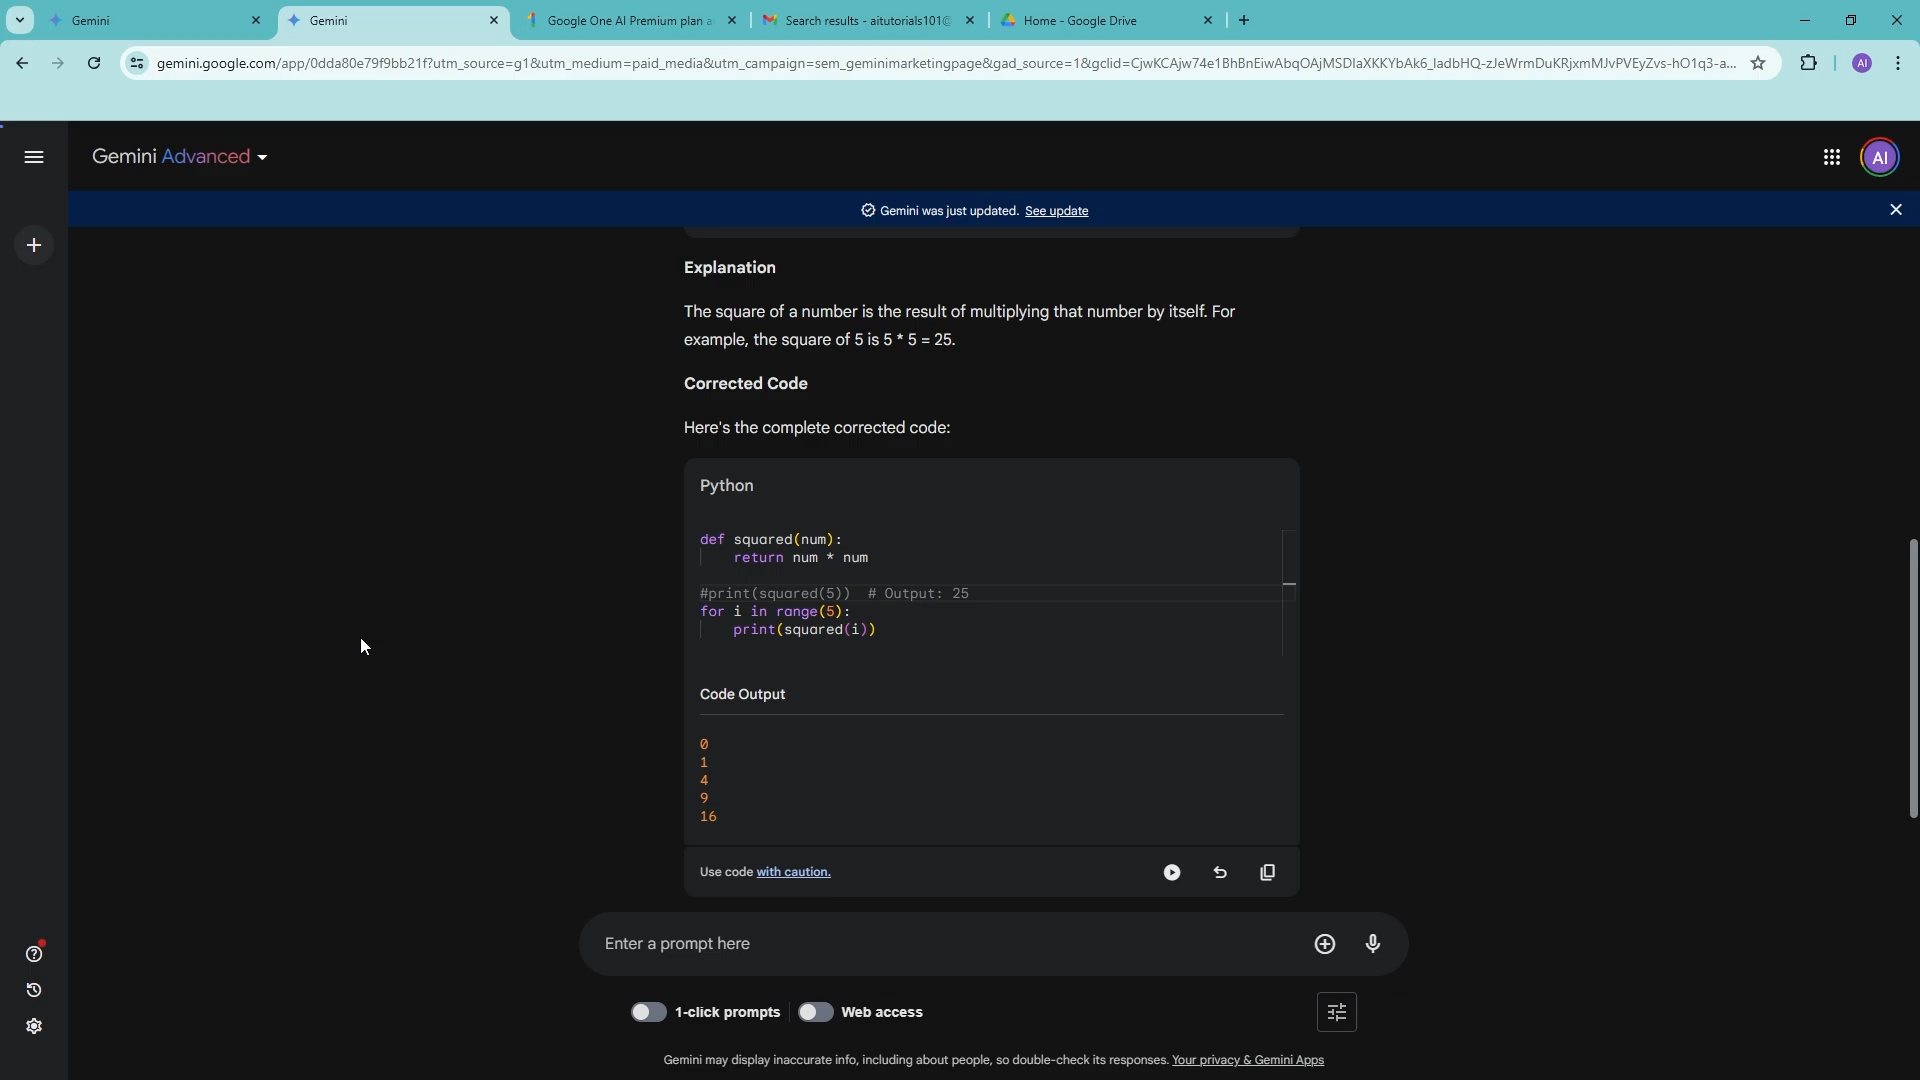 Gemini
Gemini
Google One AI Premium plan a
Search results - aitutorials101@
Home - Google Drive
gemini.google.com/app/0dda80e79f9bb21f?utm_source=g1&utm_medium=paid_media&utm_campaign=sem_geminimarketingpage&gad_source=1&gclid=CjwKCAjw74e1BhBnEiwAbqOAjMSDlaXKKYbAk6_ladbHQ-zJeWrmDuKRjxmMJvPVEyZvs-hO1q3-a...
AI
Gemini Advanced
AI
Gemini was just updated. See update
Explanation
The square of a number is the result of multiplying that number by itself. For
example, the square of 5 is 5 * 5 = 25.
Corrected Code
Here's the complete corrected code:
Python
def squared(num):
return num * num
#print(squared(5)) # Output: 25
for i in range(5):
print(squared(i))
Code Output
0
1
4
9
16
Use code with caution.
Enter a prompt here
1-click prompts
Web access
Gemini may display inaccurate info, including about people, so double-check its responses. Your privacy & Gemini Apps